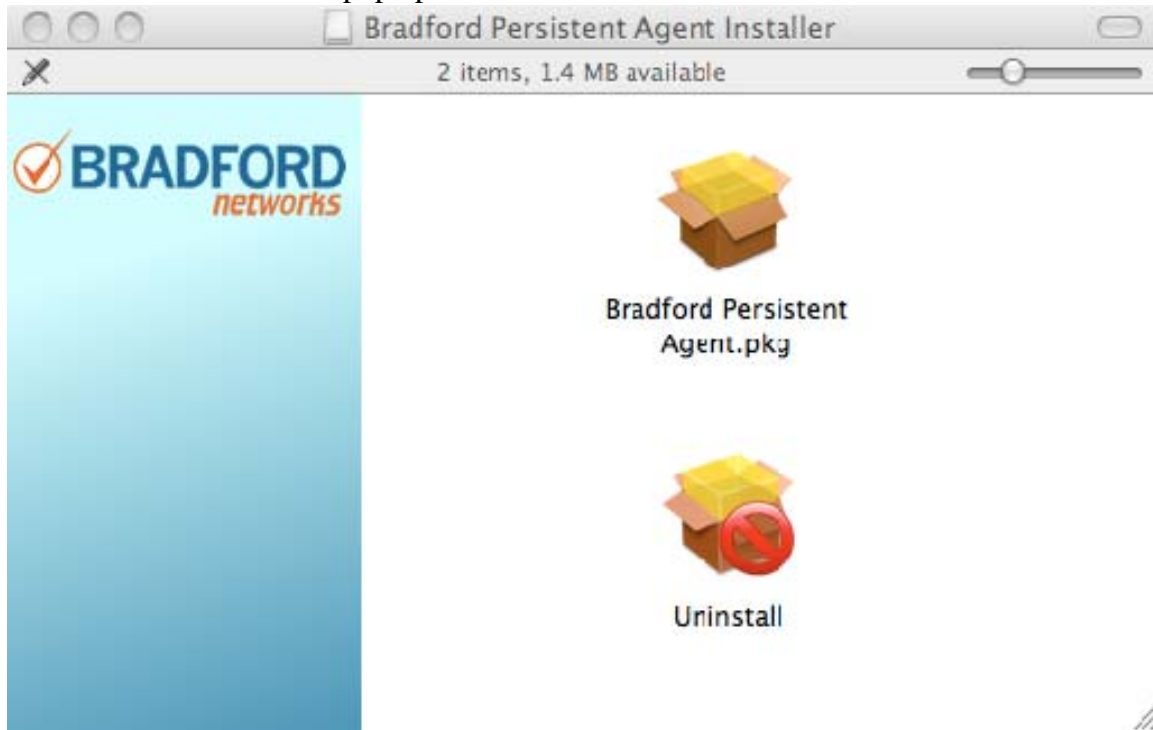 Bradford Persistent Agent Installer
2 items, 1.4 MB available
BRADFORD
networks
Bradford Persistent
Agent.pkg
Uninstall